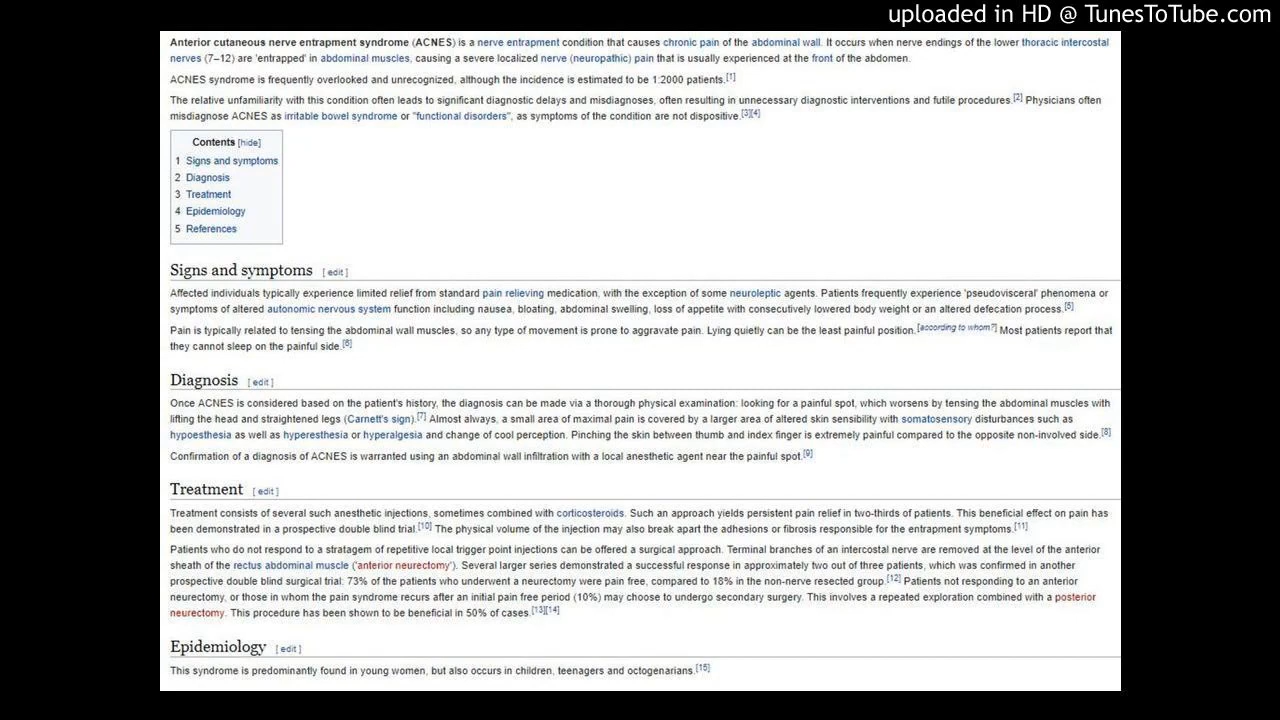 uploaded in HD @ TunesToTube.com
Anterior cutaneous nerve entrapment syndrome (ACNES) is a nerve entrapment condition that causes chronic pain of the abdominal wall. It occurs when nerve endings of the lower thoracic intercostal
nerves (7–12) are 'entrapped' in abdominal muscles, causing a severe localized nerve (neuropathic) pain that is usually experienced at the front of the abdomen.
ACNES syndrome is frequently overlooked and unrecognized, although the incidence is estimated to be 1:2000 patients.[1]
The relative unfamiliarity with this condition often leads to significant diagnostic delays and misdiagnoses, often resulting in unnecessary diagnostic interventions and futile procedures.[2] Physicians often
misdiagnose ACNES as irritable bowel syndrome or "functional disorders", as symptoms of the condition are not dispositive.[3][4]
Contents [hide]
1 Signs and symptoms
2 Diagnosis
3 Treatment
4 Epidemiology
5 References
Signs and symptoms [ edit ]
Affected individuals typically experience limited relief from standard pain relieving medication, with the exception of some neuroleptic agents. Patients frequently experience 'pseudovisceral' phenomena or
symptoms of altered autonomic nervous system function including nausea, bloating, abdominal swelling, loss of appetite with consecutively lowered body weight or an altered defecation process.[5]
Pain is typically related to tensing the abdominal wall muscles, so any type of movement is prone to aggravate pain. Lying quietly can be the least painful position.[according to whom?] Most patients report that
they cannot sleep on the painful side.[6]
Diagnosis [ edit ]
Once ACNES is considered based on the patient's history, the diagnosis can be made via a thorough physical examination: looking for a painful spot, which worsens by tensing the abdominal muscles with
lifting the head and straightened legs (Carnett's sign).[7] Almost always, a small area of maximal pain is covered by a larger area of altered skin sensibility with somatosensory disturbances such as
hypoesthesia as well as hyperesthesia or hyperalgesia and change of cool perception. Pinching the skin between thumb and index finger is extremely painful compared to the opposite non-involved side.[8]
Confirmation of a diagnosis of ACNES is warranted using an abdominal wall infiltration with a local anesthetic agent near the painful spot.[9]
Treatment [ edit ]
Treatment consists of several such anesthetic injections, sometimes combined with corticosteroids. Such an approach yields persistent pain relief in two-thirds of patients. This beneficial effect on pain has
been demonstrated in a prospective double blind trial.[10] The physical volume of the injection may also break apart the adhesions or fibrosis responsible for the entrapment symptoms.[11]
Patients who do not respond to a stratagem of repetitive local trigger point injections can be offered a surgical approach. Terminal branches of an intercostal nerve are removed at the level of the anterior
sheath of the rectus abdominal muscle ('anterior neurectomy'). Several larger series demonstrated a successful response in approximately two out of three patients, which was confirmed in another
prospective double blind surgical trial: 73% of the patients who underwent a neurectomy were pain free, compared to 18% in the non-nerve resected group.[12] Patients not responding to an anterior
neurectomy, or those in whom the pain syndrome recurs after an initial pain free period (10%) may choose to undergo secondary surgery. This involves a repeated exploration combined with a posterior
neurectomy. This procedure has been shown to be beneficial in 50% of cases.[13][14]
Epidemiology [ edit ]
This syndrome is predominantly found in young women, but also occurs in children, teenagers and octogenarians.[15]